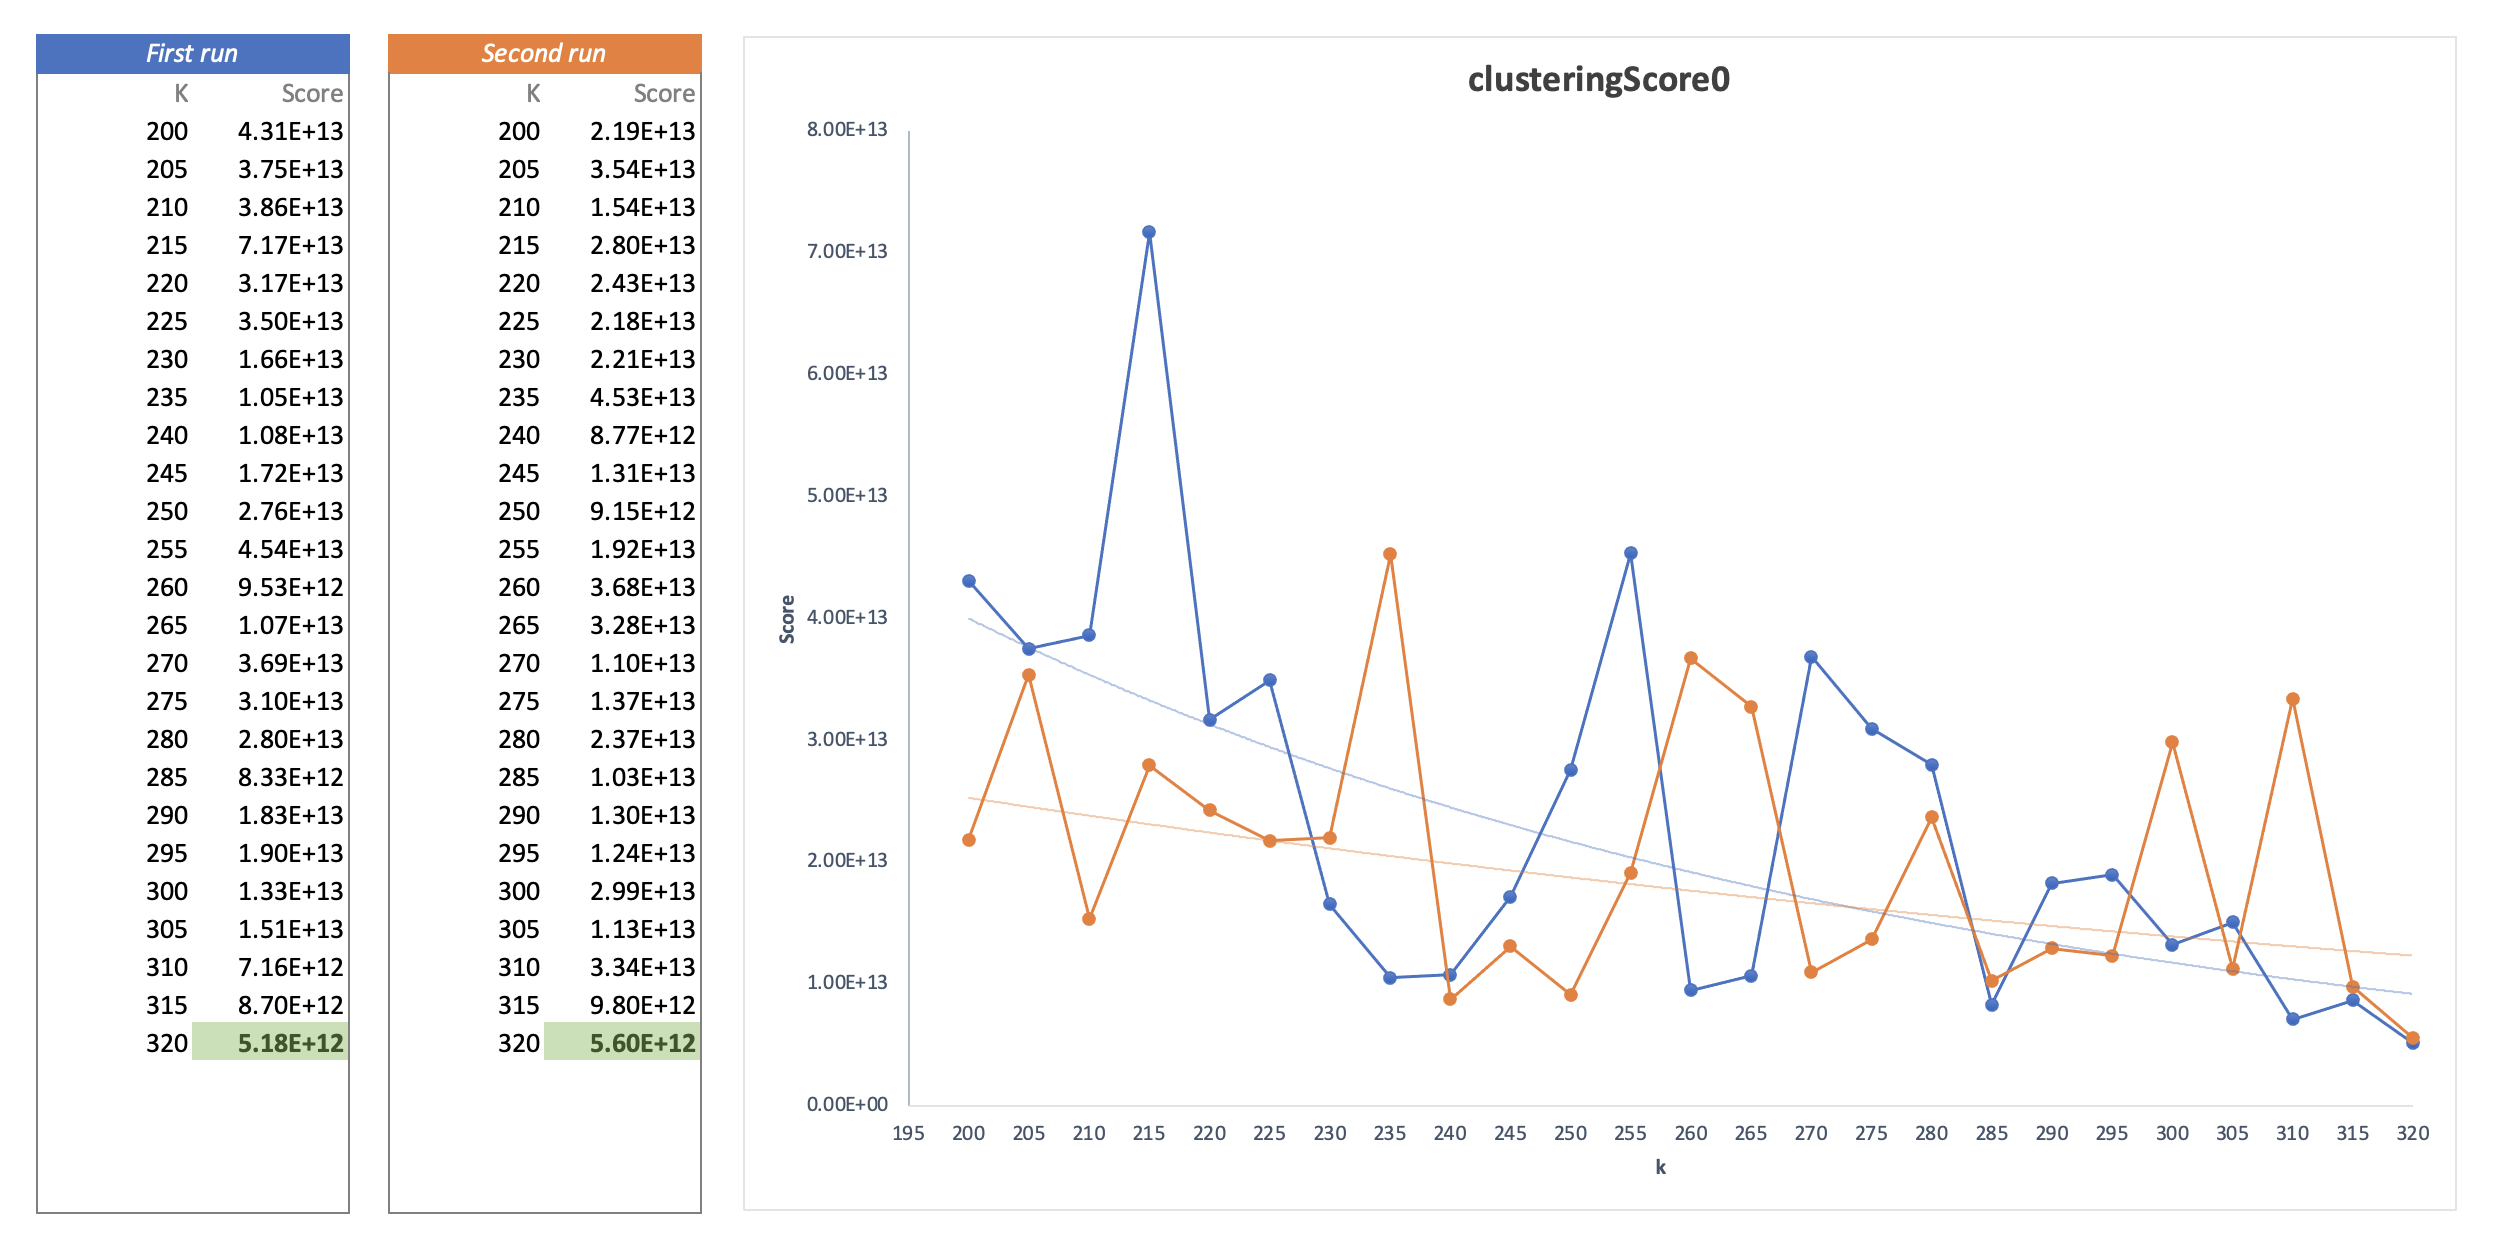 First run
K Score
200 4.31E+13
205 3.75E+13
210 3.86E+13
215 7.17E+13
220 3.17E+13
225 3.50E+13
230 1.66E+13
235 1.05E+13
240 1.08E+13
245 1.72E+13
250 2.76E+13
255 4.54E+13
260 9.53E+12
265 1.07E+13
270 3.69E+13
275 3.10E+13
280 2.80E+13
285 8.33E+12
290 1.83E+13
295 1.90E+13
300 1.33E+13
305 1.51E+13
310 7.16E+12
315 8.70E+12
320 5.18E+12
Second run
K Score
200 2.19E+13
205 3.54E+13
210 1.54E+13
215 2.80E+13
220 2.43E+13
225 2.18E+13
230 2.21E+13
235 4.53E+13
240 8.77E+12
245 1.31E+13
250 9.15E+12
255 1.92E+13
260 3.68E+13
265 3.28E+13
270 1.10E+13
275 1.37E+13
280 2.37E+13
285 1.03E+13
290 1.30E+13
295 1.24E+13
300 2.99E+13
305 1.13E+13
310 3.34E+13
315 9.80E+12
320 5.60E+12
clusteringScore0
8.00E+13
7.00E+13
6.00E+13
5.00E+13
4.00E+13
3.00E+13
2.00E+13
1.00E+13
0.00E+00
Score
195 200 205 210 215 220 225 230 235 240 245 250 255 260 265 270 275 280 285 290 295 300 305 310 315 320
k